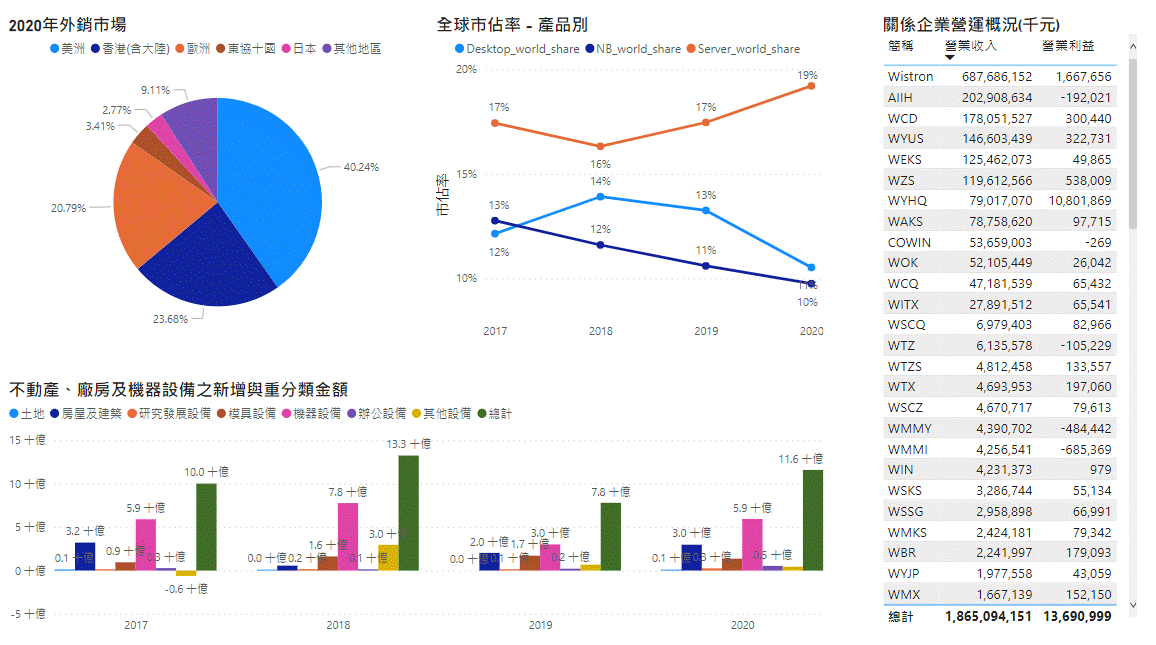 2020年外銷市場
美洲 香港(含大陸) 歐洲 東協十國 日本 其他地區
9.11%
2.77%
3.41%
40.24%
20.79%
23.68%
全球市佔率 - 產品別
Desktop_world_share NB_world_share Server_world_share
20%
19%
17% 17%
16%
15%
14%
13% 13%
市佔率
12%
12%
11%
10%
11%
10%
2017 2018 2019 2020
不動產、廠房及機器設備之新增與重分類金額
土地 房屋及建築 研究發展設備 模具設備 機器設備 辦公設備 其他設備 總計
15 十億
13.3 十億
11.6 十億
10 十億
10.0 十億
7.8 十億 7.8 十億
5.9 十億 5.9 十億
5 十億
3.2 十億 3.0 十 3.0 十億 3.0 十億
0.1 十億 0.9 十億 0.3 十億 0.0 十億 0.2 十億 1.6 十億 0.1 十億 0.0 十億 2.0 十億 0.1 十億 1.7 十億 0.2 十億 0.1 十億 0.3 十億 0.5 十億
0 十億
-0.6 十億
-5 十億
2017 2018 2019 2020
關係企業營運概況(千元)
簡稱 營業收入 營業利益
Wistron 687,686,152 1,667,656
AIIH 202,908,634 -192,021
WCD 178,051,527 300,440
WYUS 146,603,439 322,731
WEKS 125,462,073 49,865
WZS 119,612,566 538,009
WYHQ 79,017,070 10,801,869
WAKS 78,758,620 97,715
COWIN 53,659,003 -269
WOK 52,105,449 26,042
WCQ 47,181,539 65,432
WITX 27,891,512 65,541
WSCQ 6,979,403 82,966
WTZ 6,135,578 -105,229
WTZS 4,812,458 133,557
WTX 4,693,953 197,060
WSCZ 4,670,717 79,613
WMMY 4,390,702 -484,442
WMMI 4,256,541 -685,369
WIN 4,231,373 979
WSKS 3,286,744 55,134
WSSG 2,958,898 66,991
WMKS 2,424,181 79,342
WBR 2,241,997 179,093
WYJP 1,977,558 43,059
WMX 1,667,139 152,150
總計 1,865,094,151 13,690,999